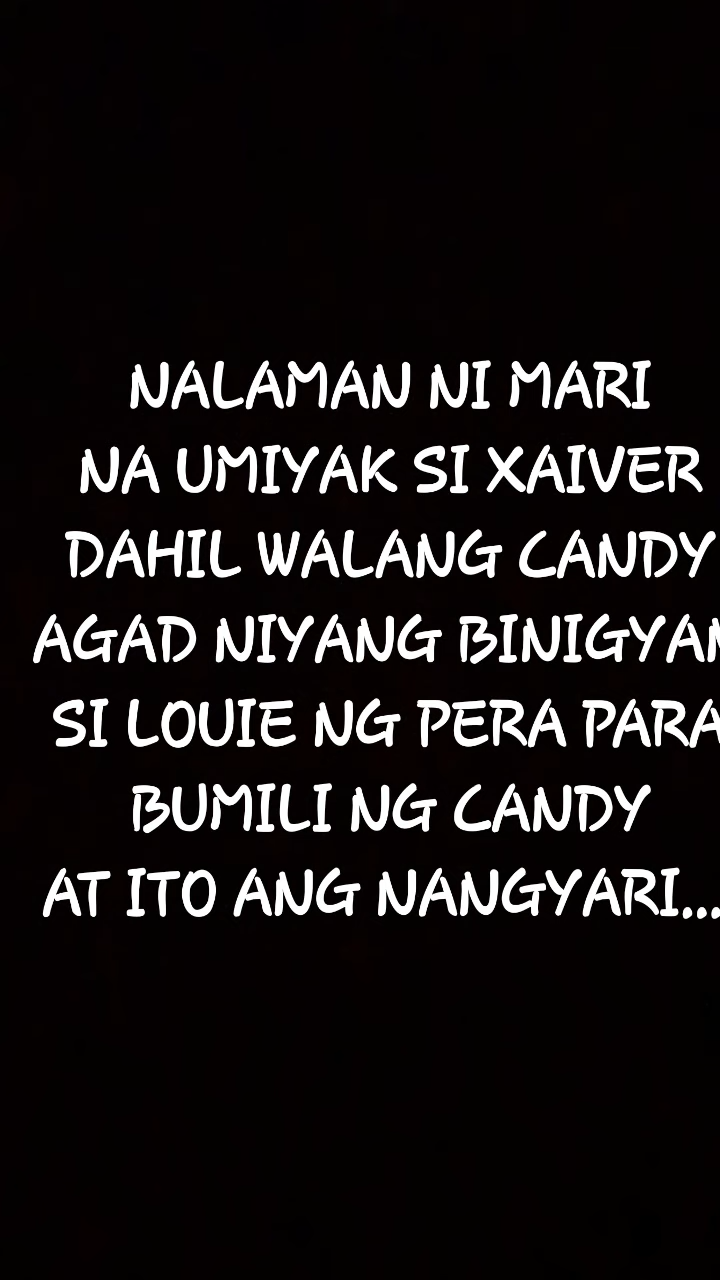 NALAMAN NI MARI
NA UMIYAK SI XAIVER
DAHIL WALANG CANDY
AGAD NIYANG BINIGYAN
SI LOUIE NG PERA PARA
BUMILI NG CANDY
AT ITO ANG NANGYARI...